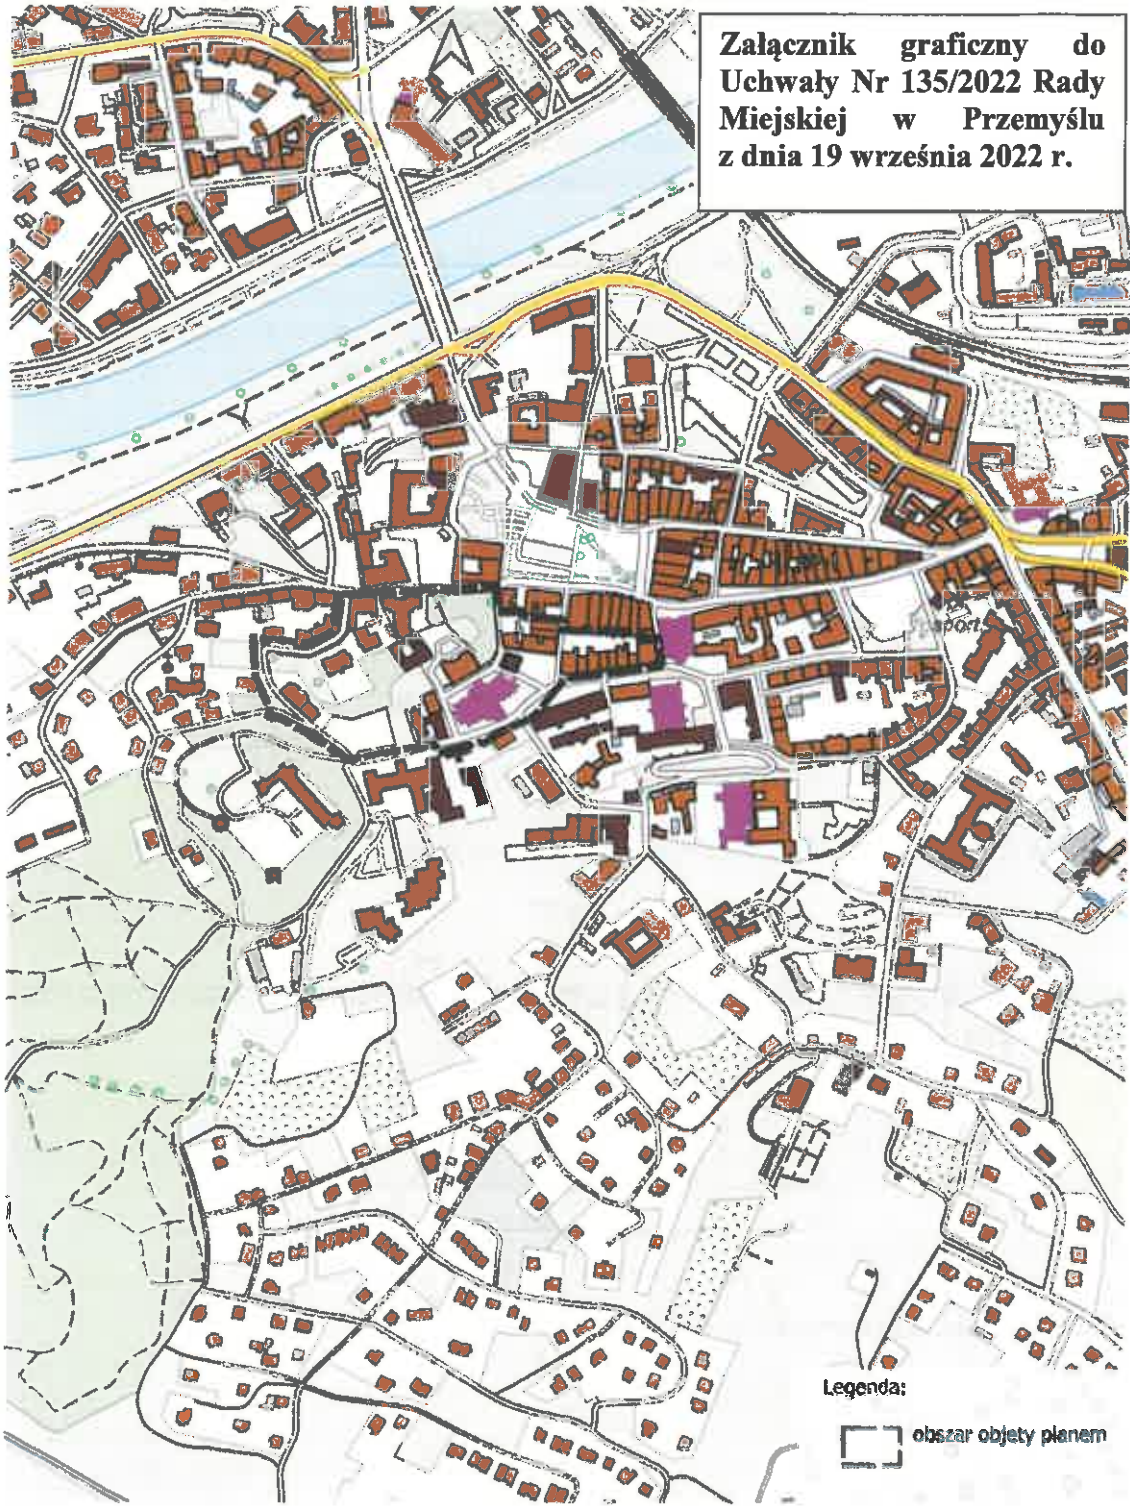 Załącznik graficzny do
Uchwały Nr 135/2022 Rady
Miejskiej w Przemyślu
z dnia 19 września 2022 r.
Legenda:
obszar objęty planem